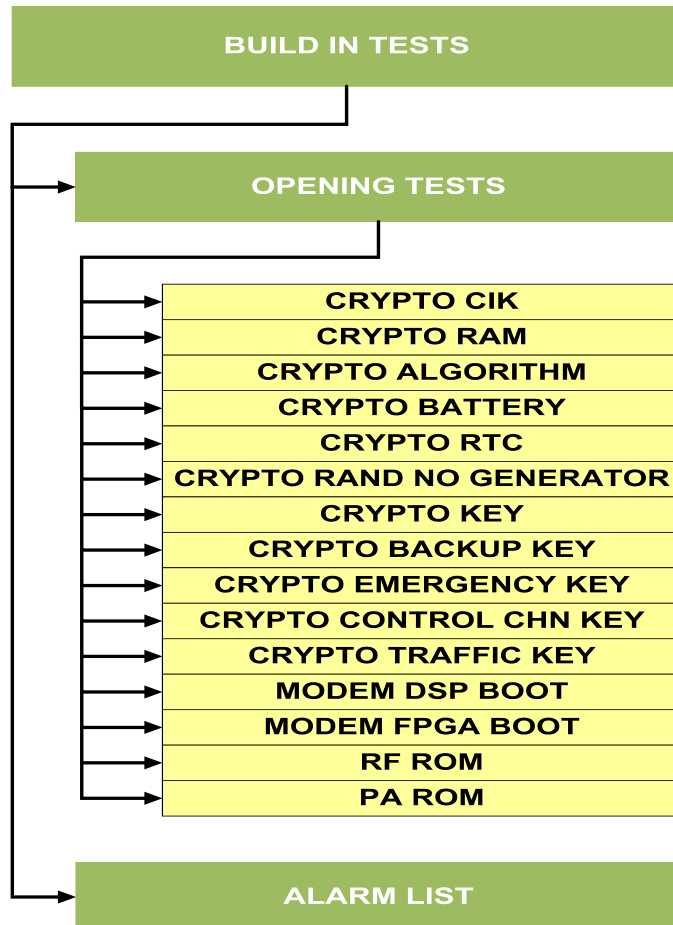 BUILD IN TESTS
OPENING TESTS
CRYPTO CIK
CRYPTO RAM
CRYPTO ALGORITHM
CRYPTO BATTERY
CRYPTO RTC
CRYPTO RAND NO GENERATOR
CRYPTO KEY
CRYPTO BACKUP KEY
CRYPTO EMERGENCY KEY
CRYPTO CONTROL CHN KEY
CRYPTO TRAFFIC KEY
MODEM DSP BOOT
MODEM FPGA BOOT
RF ROM
PA ROM
ALARM LIST